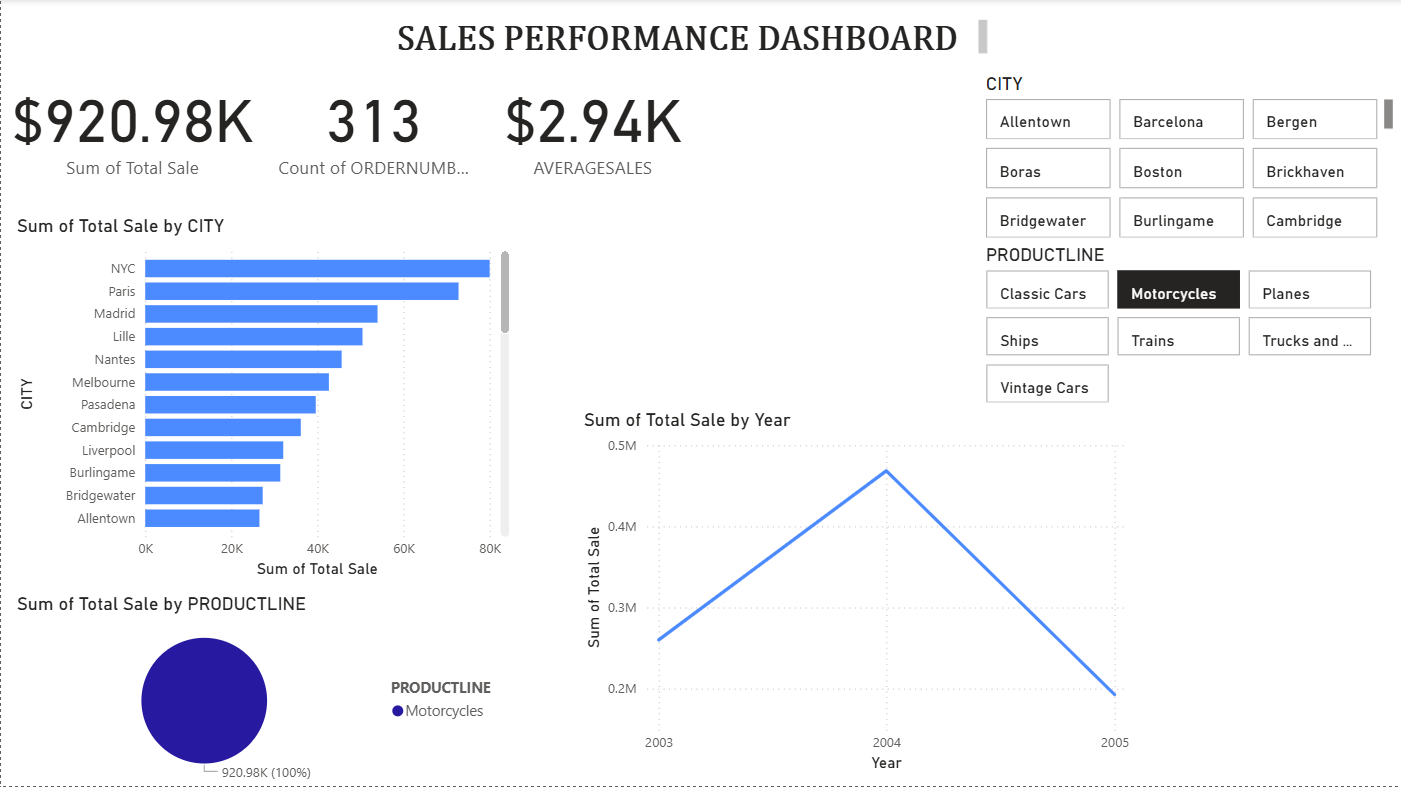 SALES PERFORMANCE DASHBOARD
$920.98K
Sum of Total Sale
313
Count of ORDERNUMB...
$2.94K
AVERAGESALES
CITY
Allentown
Barcelona
Bergen
Boras
Boston
Brickhaven
Bridgewater
Burlingame
Cambridge
PRODUCTLINE
Classic Cars
Motorcycles
Planes
Ships
Trains
Trucks and ...
Vintage Cars
Sum of Total Sale by CITY
CITY
NYC
Paris
Madrid
Lille
Nantes
Melbourne
Pasadena
Cambridge
Liverpool
Burlingame
Bridgewater
Allentown
0K 20K 40K 60K 80K
Sum of Total Sale
Sum of Total Sale by PRODUCTLINE
920.98K (100%)
PRODUCTLINE
Motorcycles
Sum of Total Sale by Year
Sum of Total Sale
0.5M
0.4M
0.3M
0.2M
2003 2004 2005
Year